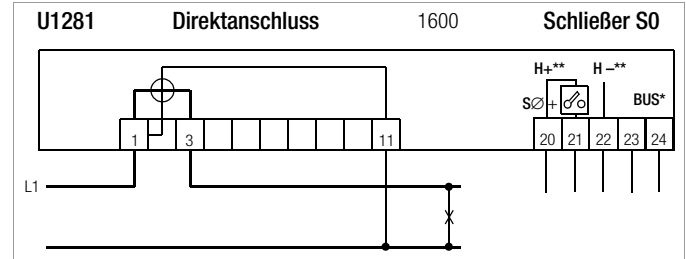 U1281 Direktanschluss 1600 Schließer S0
H+** H –**
S∅ + BUS*
1 3 11 20 21 22 23 24
L1